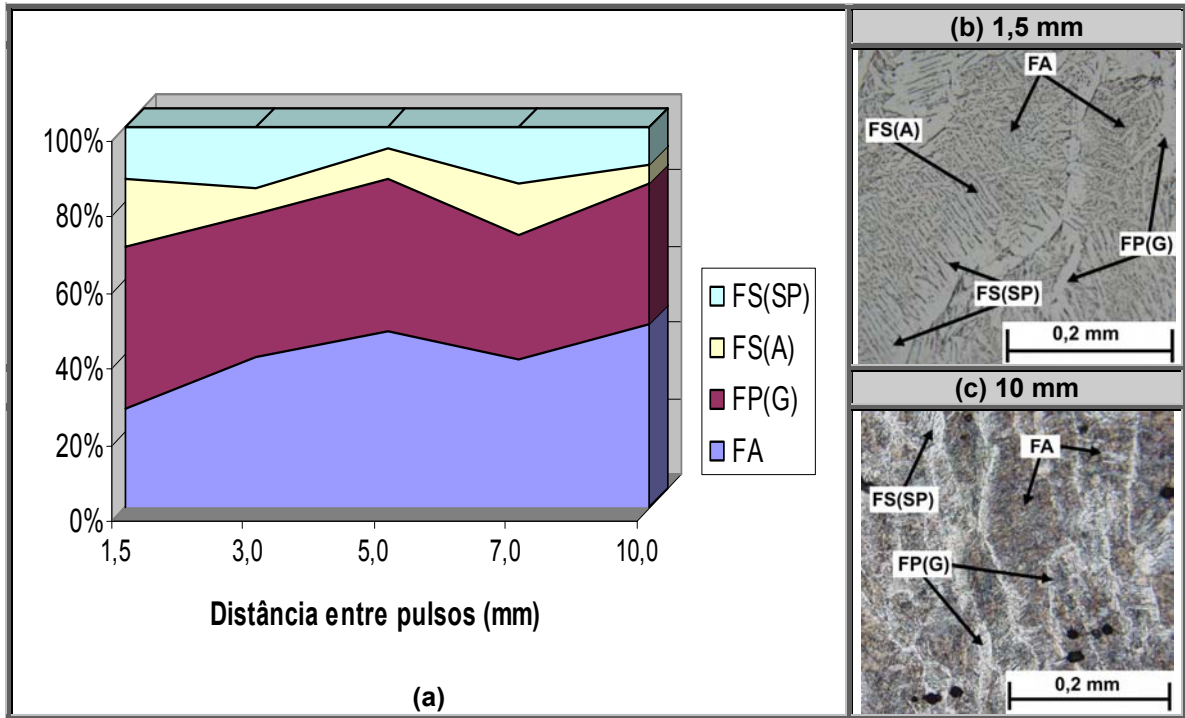 100%
80%
60%
40%
20%
0%
1,5
3,0
5,0
7,0
10,0
Distância entre pulsos (mm)
FS(SP)
FS(A)
FP(G)
FA
(a)
(b) 1,5 mm
FA
FS(A)
FP(G)
FS(SP)
0,2 mm
(c) 10 mm
FA
FS(SP)
FP(G)
0,2 mm